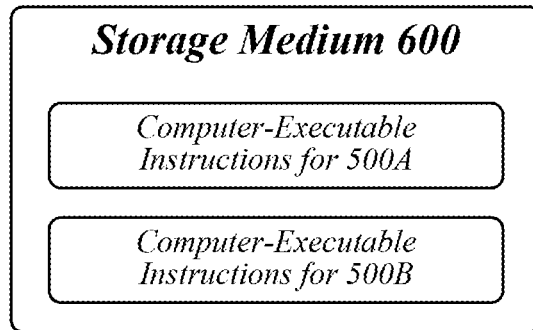 Storage Medium 600
Computer-Executable
Instructions for 500A
Computer-Executable
Instructions for 500B